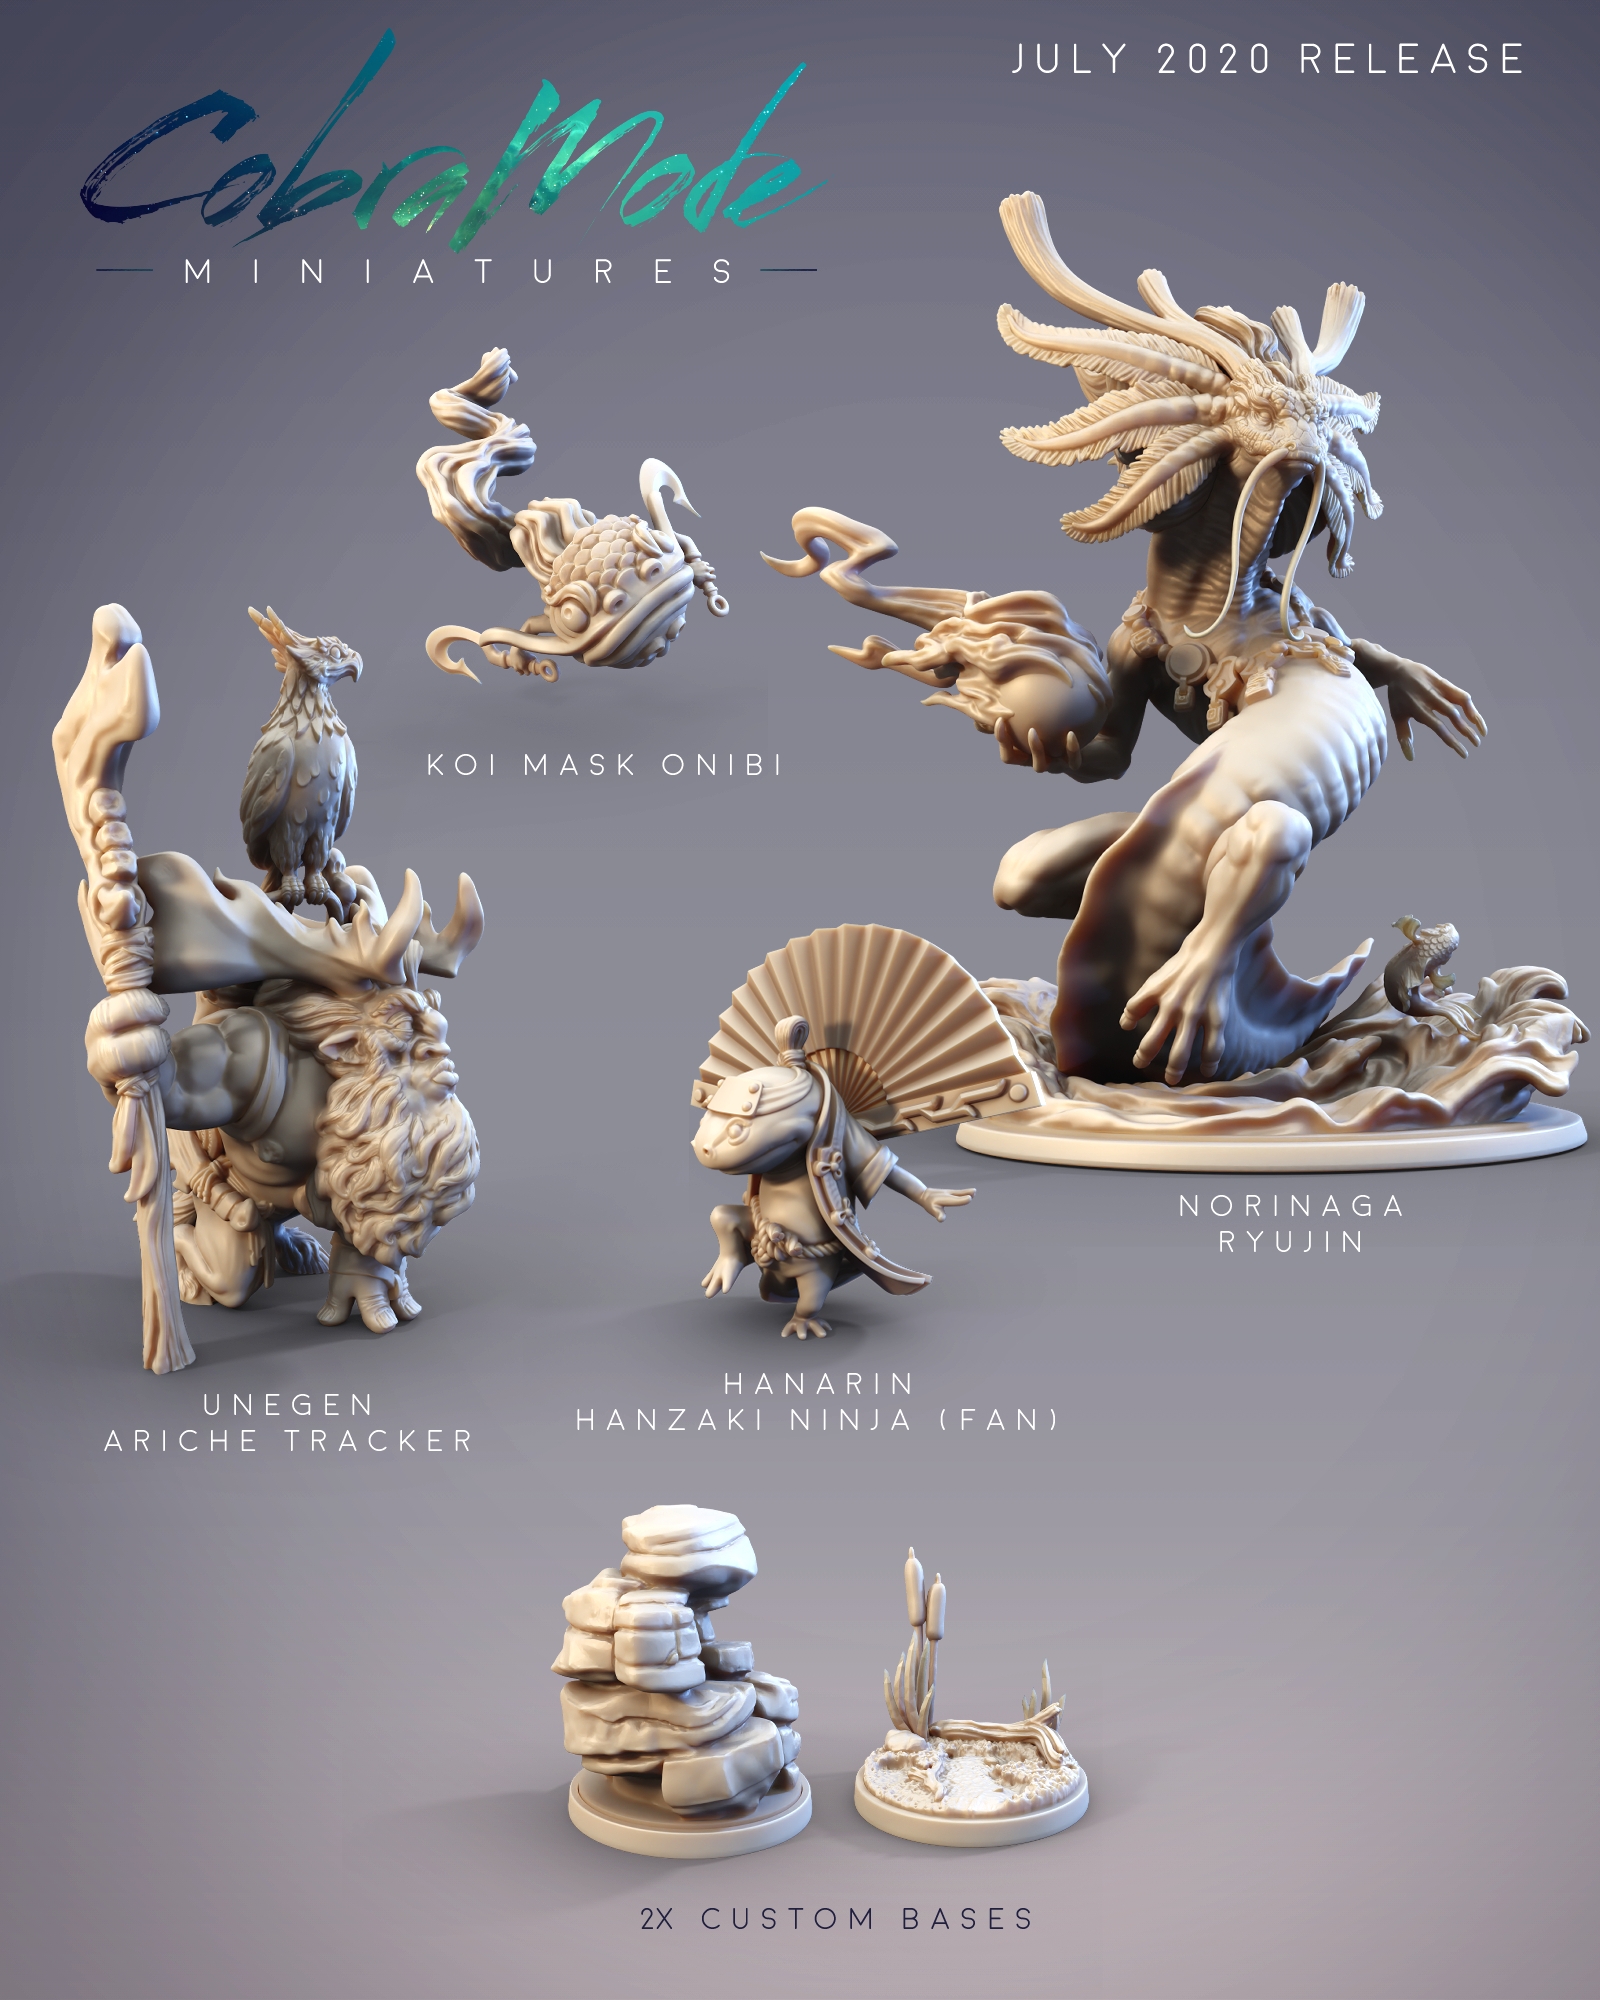 JULY 2020 RELEASE
CobraMode
MINIATURES
KOI MASK ONIBI
NORINAGA
RYUJIN
UNEGEN
ARICHE TRACKER
HANARIN
HANZAKI NINJA (FAN)
2X CUSTOM BASES